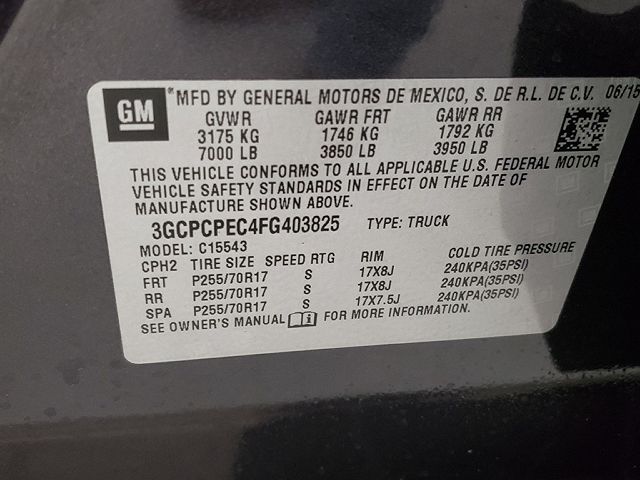 GM
*MFD BY GENERAL MOTORS DE MEXICO, S. DE R.L. DE C.V. 06/15
GVWR GAWR FRT GAWR RR
3175 KG 1746 KG 1792 KG
7000 LB 3850 LB 3950 LB
THIS VEHICLE CONFORMS TO ALL APPLICABLE U.S. FEDERAL MOTOR
VEHICLE SAFETY STANDARDS IN EFFECT ON THE DATE OF
MANUFACTURE SHOWN ABOVE.
3GCPCPEC4FG403825 TYPE: TRUCK
MODEL: C15543
CPH2 TIRE SIZE SPEED RTG RIM COLD TIRE PRESSURE
FRT P255/70R17 S 17X8J 240KPA(35PSI)
RR P255/70R17 S 17X8J 240KPA(35PSI)
SPA P255/70R17 S 17X7.5J 240KPA(35PSI)
SEE OWNER'S MANUAL FOR MORE INFORMATION.